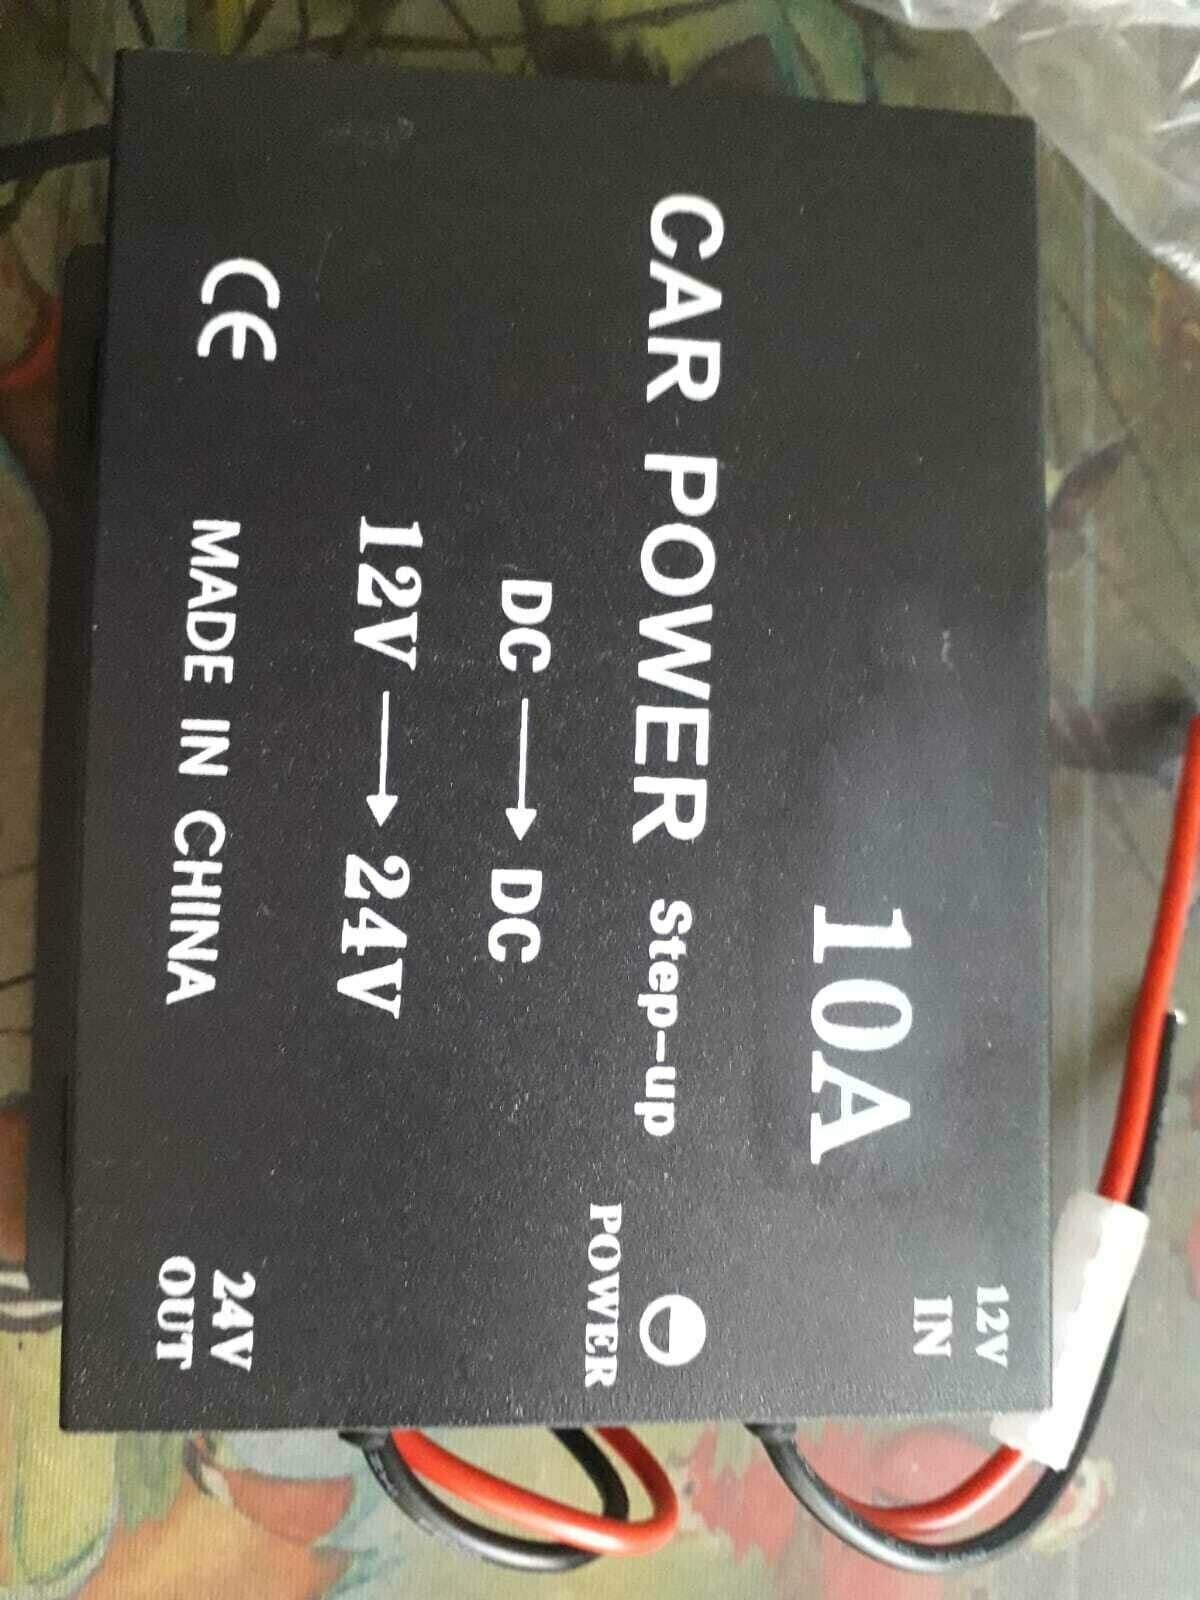 10A
12V
IN
CAR POWER Step-up
POWER
DC → DC
12V → 24V
24V
OUT
CE MADE IN CHINA